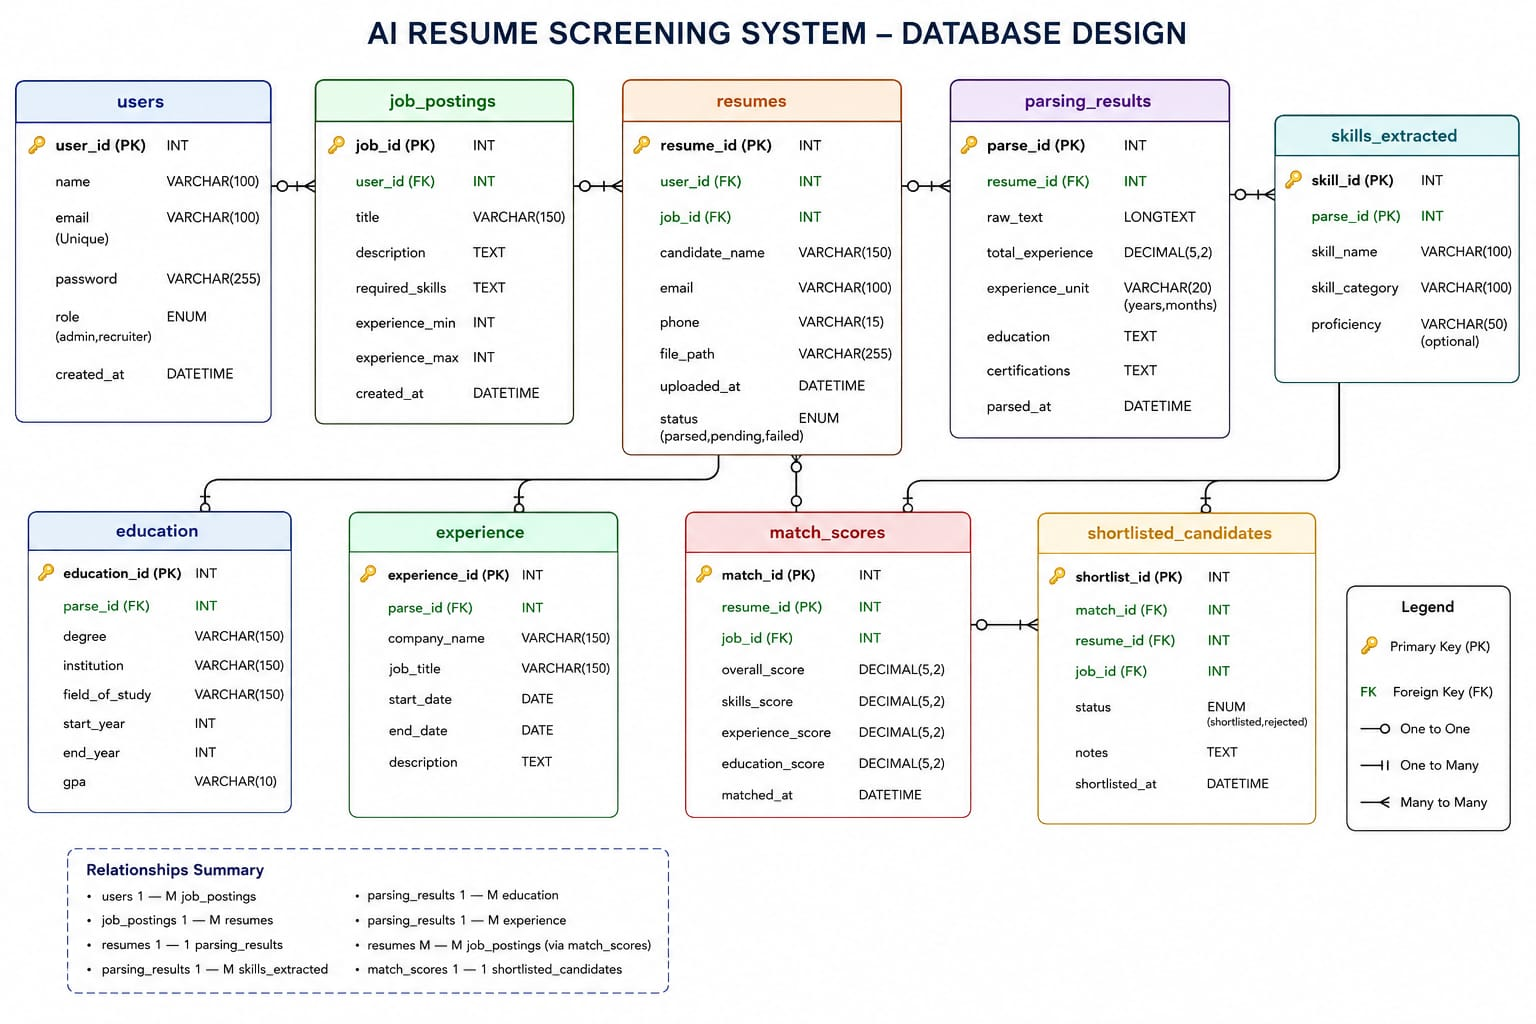 AI RESUME SCREENING SYSTEM – DATABASE DESIGN
users
user_id (PK) INT
name VARCHAR(100)
email VARCHAR(100)
(Unique)
password VARCHAR(255)
role ENUM
(admin,recruiter)
created_at DATETIME
job_postings
job_id (PK) INT
user_id (FK) INT
title VARCHAR(150)
description TEXT
required_skills TEXT
experience_min INT
experience_max INT
created_at DATETIME
resumes
resume_id (PK) INT
user_id (FK) INT
job_id (FK) INT
candidate_name VARCHAR(150)
email VARCHAR(100)
phone VARCHAR(15)
file_path VARCHAR(255)
uploaded_at DATETIME
status ENUM
(parsed,pending,failed)
parsing_results
parse_id (PK) INT
resume_id (FK) INT
raw_text LONGTEXT
total_experience DECIMAL(5,2)
experience_unit VARCHAR(20)
(years,months)
education TEXT
certifications TEXT
parsed_at DATETIME
skills_extracted
skill_id (PK) INT
parse_id (PK) INT
skill_name VARCHAR(100)
skill_category VARCHAR(100)
proficiency VARCHAR(50)
(optional)
education
education_id (PK) INT
parse_id (FK) INT
degree VARCHAR(150)
institution VARCHAR(150)
field_of_study VARCHAR(150)
start_year INT
end_year INT
gpa VARCHAR(10)
experience
experience_id (PK) INT
parse_id (FK) INT
company_name VARCHAR(150)
job_title VARCHAR(150)
start_date DATE
end_date DATE
description TEXT
match_scores
match_id (PK) INT
resume_id (PK) INT
job_id (FK) INT
overall_score DECIMAL(5,2)
skills_score DECIMAL(5,2)
experience_score DECIMAL(5,2)
education_score DECIMAL(5,2)
matched_at DATETIME
shortlisted_candidates
shortlist_id (PK) INT
match_id (FK) INT
resume_id (FK) INT
job_id (FK) INT
status ENUM
(shortlisted,rejected)
notes TEXT
shortlisted_at DATETIME
Legend
Primary Key (PK)
FK Foreign Key (FK)
One to One
One to Many
Many to Many
Relationships Summary
• users 1 — M job_postings
• job_postings 1 — M resumes
• resumes 1 — 1 parsing_results
• parsing_results 1 — M skills_extracted
• parsing_results 1 — M education
• parsing_results 1 — M experience
• resumes M — M job_postings (via match_scores)
• match_scores 1 — 1 shortlisted_candidates